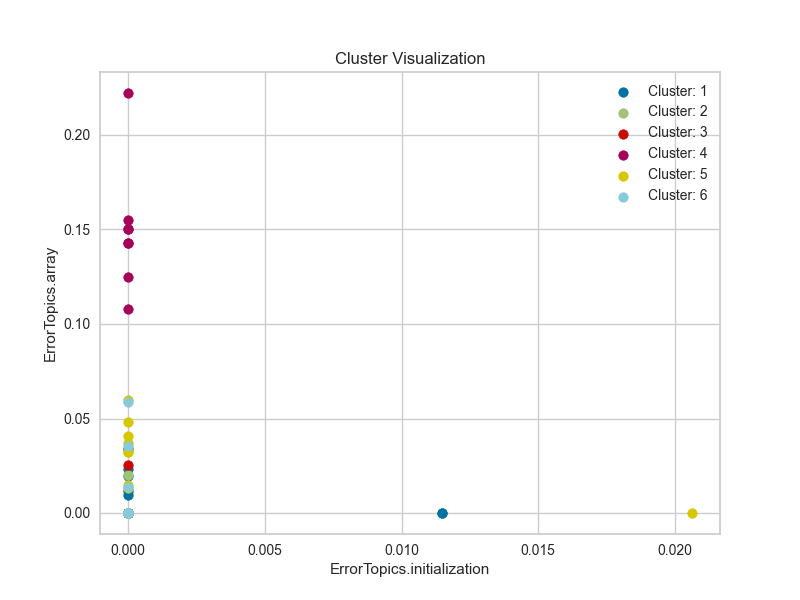 Cluster Visualization
Cluster: 1
Cluster: 2
Cluster: 3
Cluster: 4
Cluster: 5
Cluster: 6
ErrorTopics.array
0.20
0.15
0.10
0.05
0.00
0.000
0.005
0.010
0.015
0.020
ErrorTopics.initialization